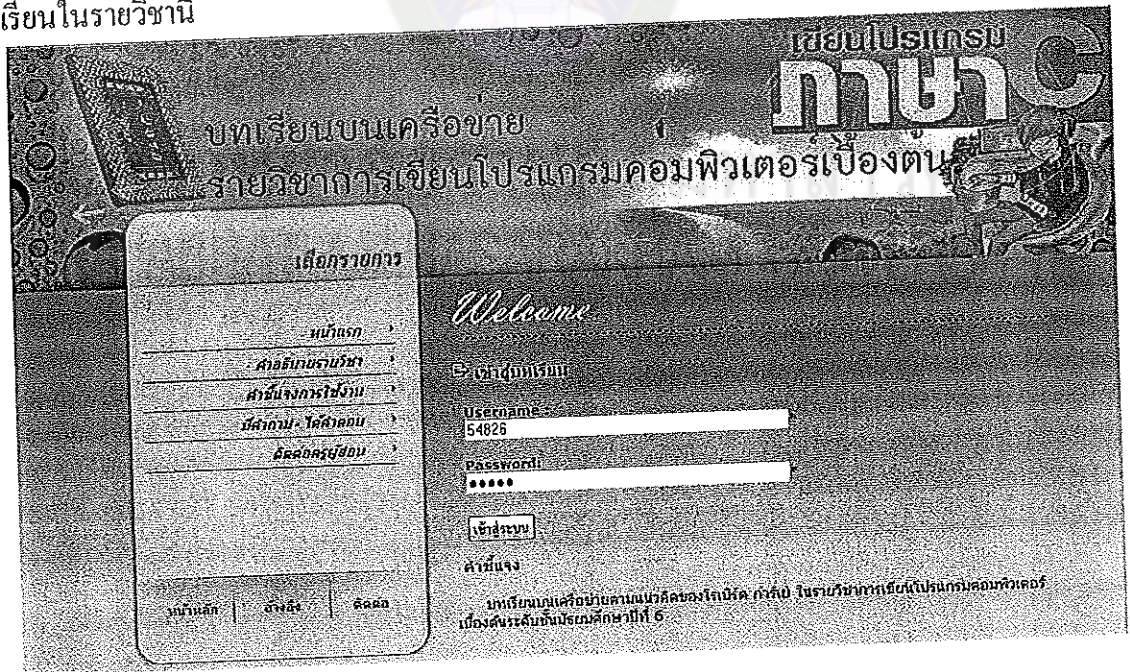 เรียนในรายวิชานี้
เขียนโปรแกรม
ภาษา C
บทเรียนบนเครือข่าย
รายวิชาการเขียนโปรแกรมคอมพิวเตอร์เบื้องต้น
เลือกรายการ
หน้าแรก
คำอธิบายรายวิชา
คำชี้แจงการใช้งาน
มีคำถาม - ได้คำตอบ
ติดต่อครูผู้สอน
หน้าหลัก | อ้างอิง | ติดต่อ
Welcome
เข้าสู่บทเรียน
Username :
54826
Password:
•••••
เข้าสู่ระบบ
คำชี้แจง
บทเรียนบนเครือข่ายตามแนวคิดของโรเบิร์ต กาเย่ ในรายวิชาการเขียนโปรแกรมคอมพิวเตอร์
เบื้องต้นระดับชั้นมัธยมศึกษาปีที่ 6